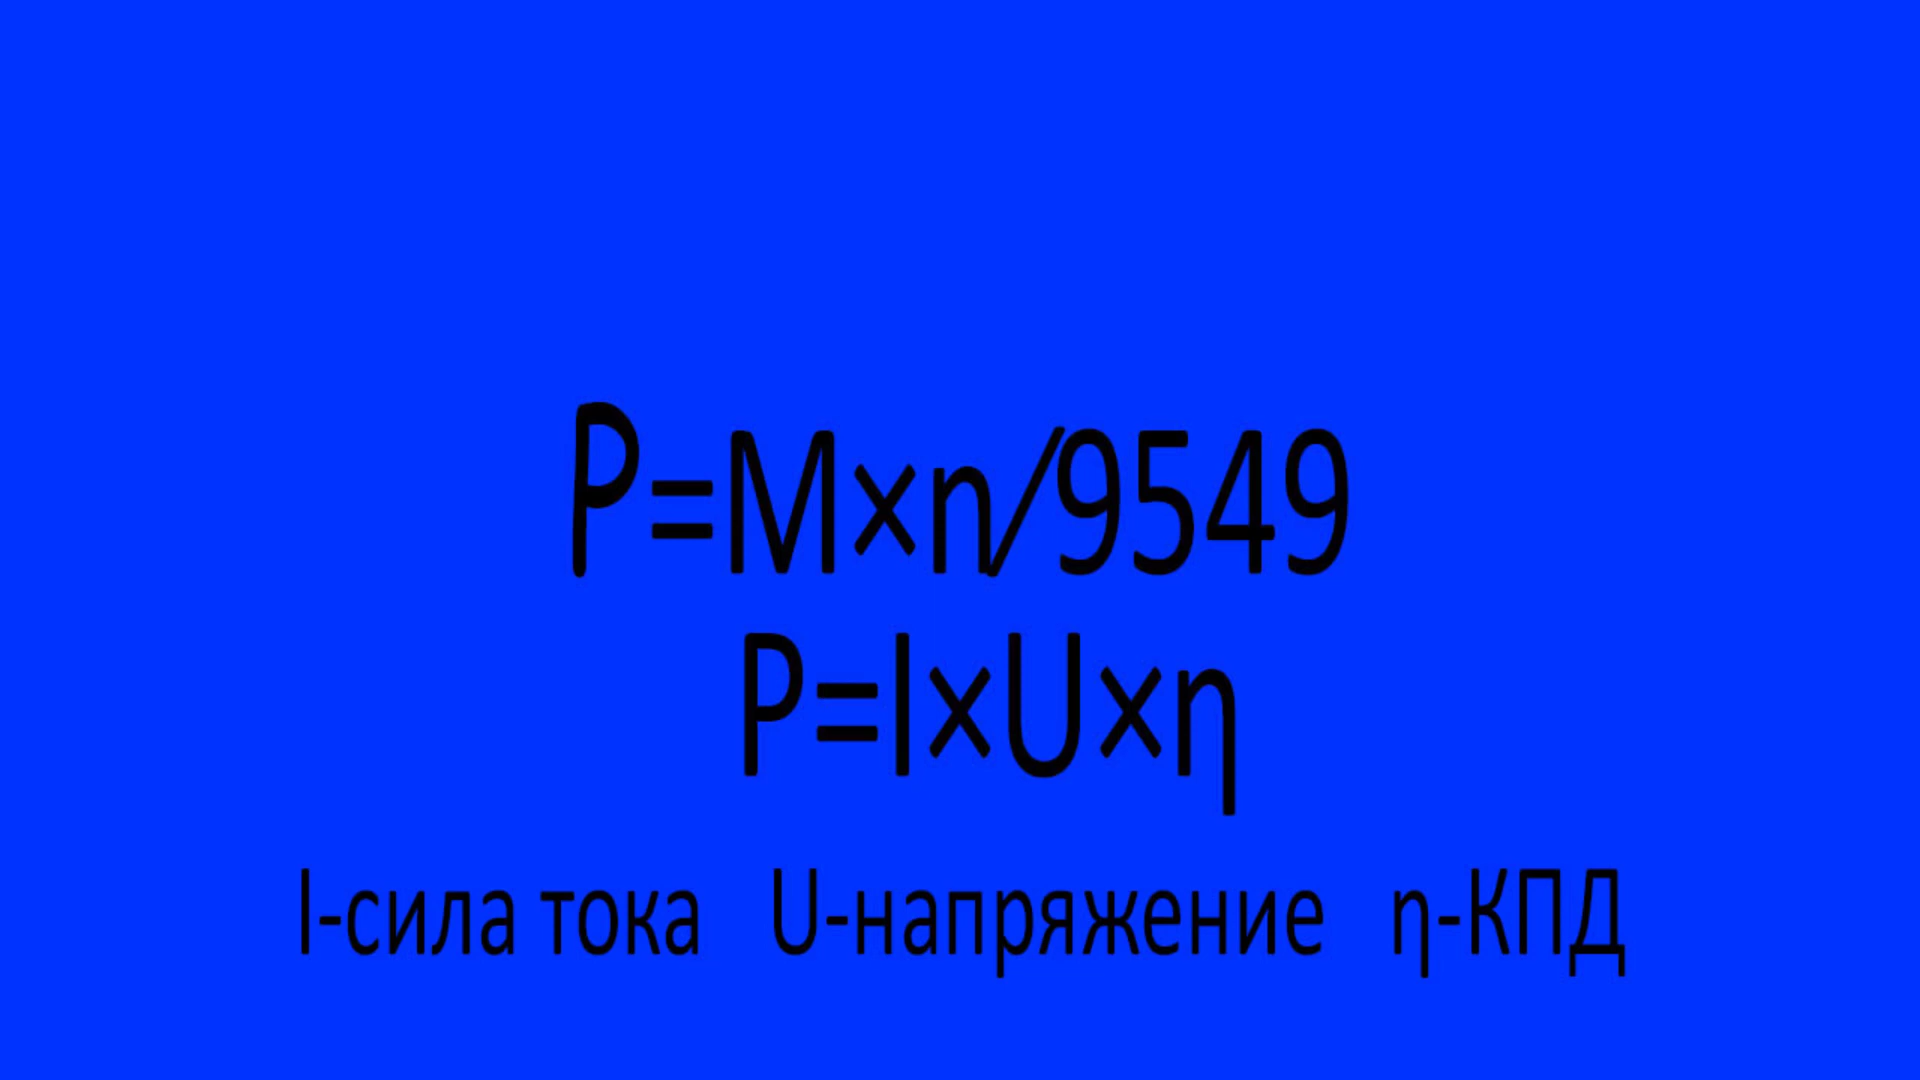 P=M×n/9549
P=I×U×η
I-сила тока U-напряжение η-КПД